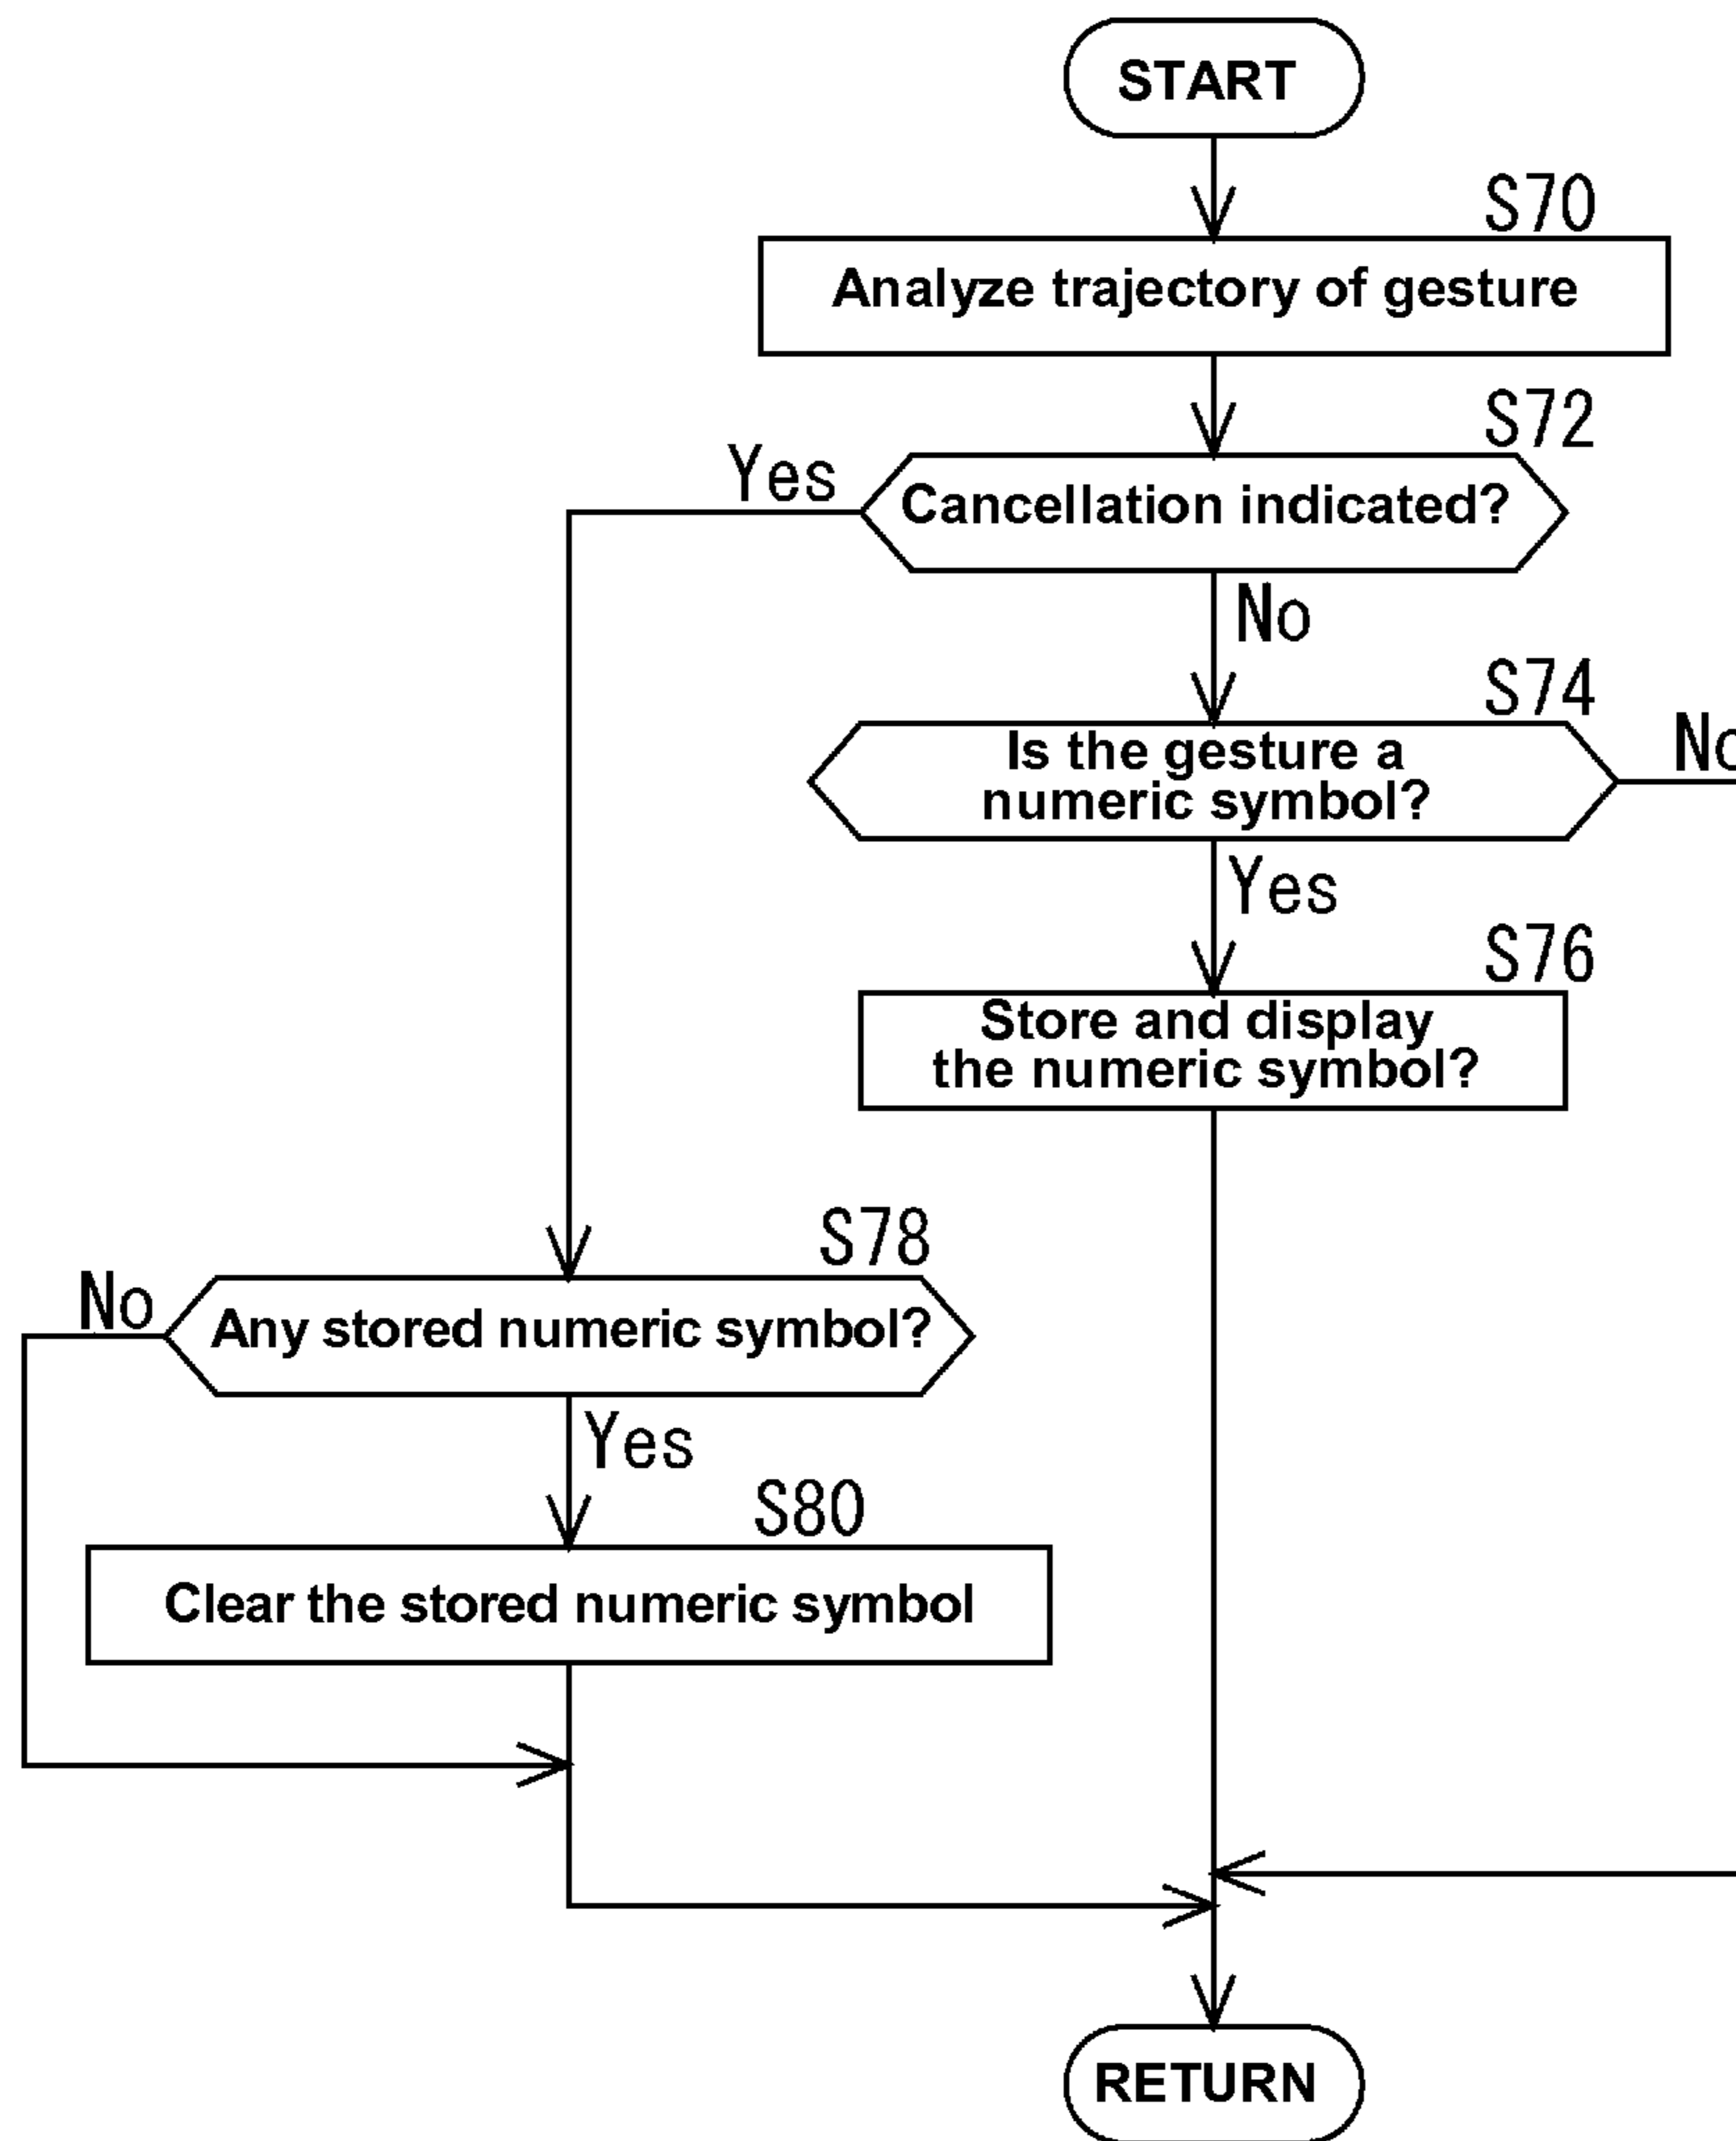 START
S70
Analyze trajectory of gesture
S72
Yes
Cancellation indicated?
No
S74
Is the gesture a
numeric symbol?
No
Yes
S76
Store and display
the numeric symbol?
S78
No
Any stored numeric symbol?
Yes
S80
Clear the stored numeric symbol
RETURN